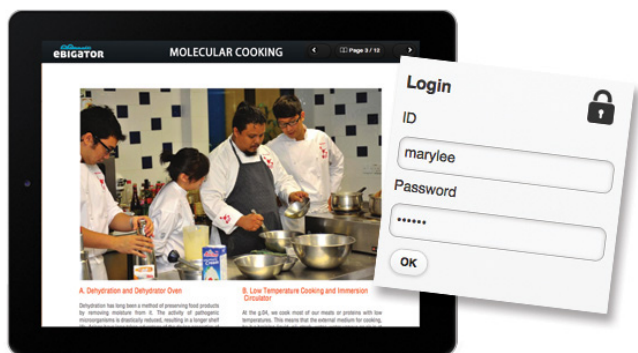 eBIGATOR
MOLECULAR COOKING
Page 3 / 12
A. Dehydration and Dehydrator Oven
Dehydration has long been a method of preserving food products
by removing moisture from it. The activity of pathogenic
microorganisms is drastically reduced, resulting in a longer shelf
B. Low Temperature Cooking and Immersion
Circulator
At the g.04, we cook most of our meats or proteins with low
temperatures. This means that the external medium for cooking,
Login
ID
marylee
Password
••••••
OK